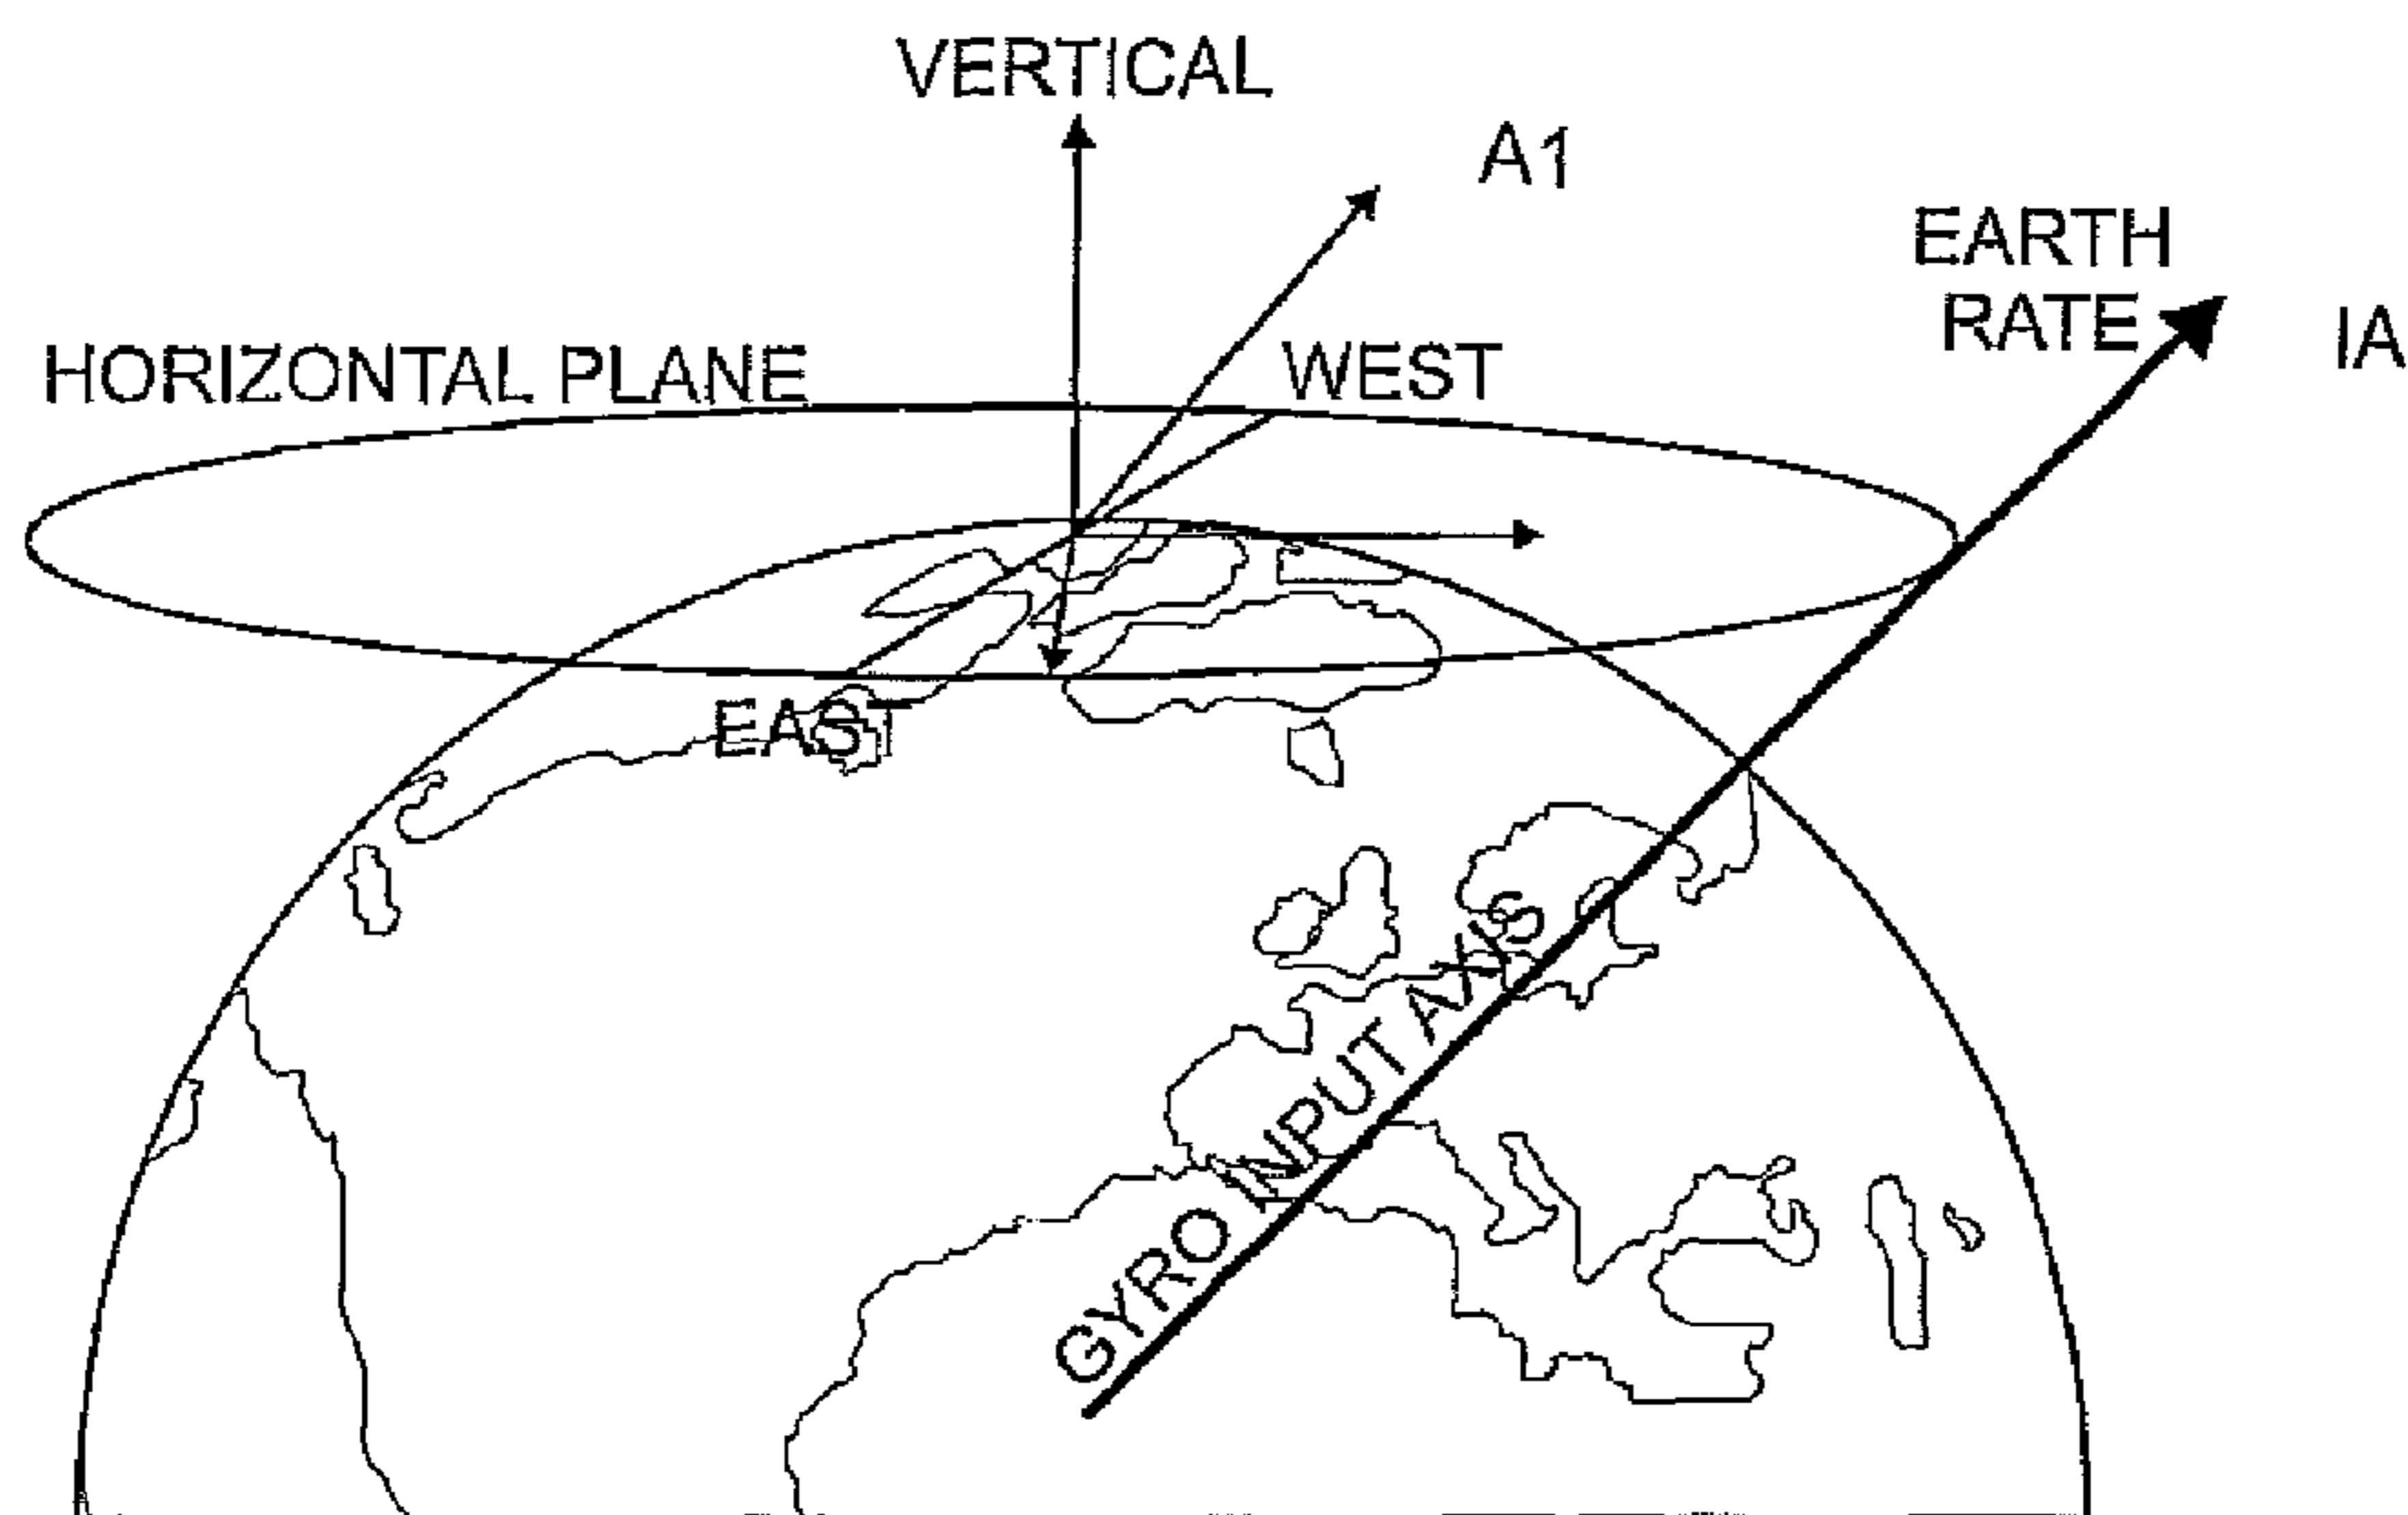 VERTICAL
A1
EARTH
RATE
IA
HORIZONTAL PLANE
WEST
EAST
GYRO INPUT AXIS